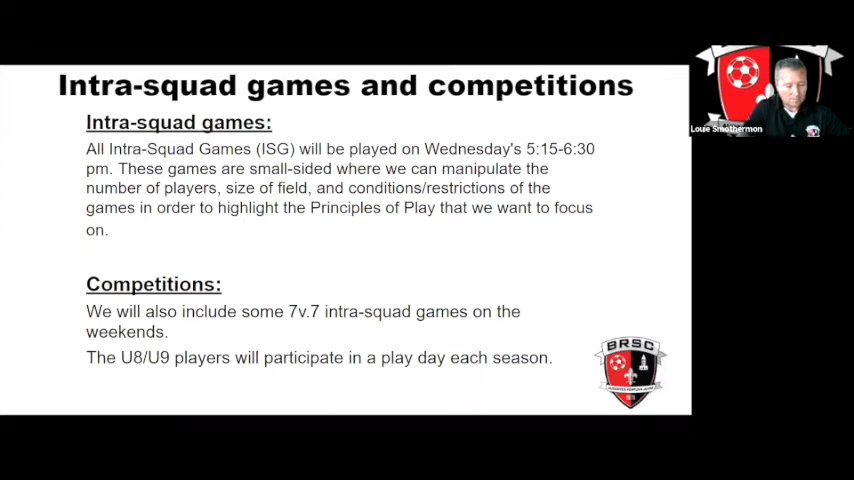 Intra-squad games and competitions
Intra-squad games:
All Intra-Squad Games (ISG) will be played on Wednesday's 5:15-6:30
pm. These games are small-sided where we can manipulate the
number of players, size of field, and conditions/restrictions of the
games in order to highlight the Principles of Play that we want to focus
on.
Competitions:
We will also include some 7v.7 intra-squad games on the
weekends.
The U8/U9 players will participate in a play day each season.
BRSC
Louie Smothermon